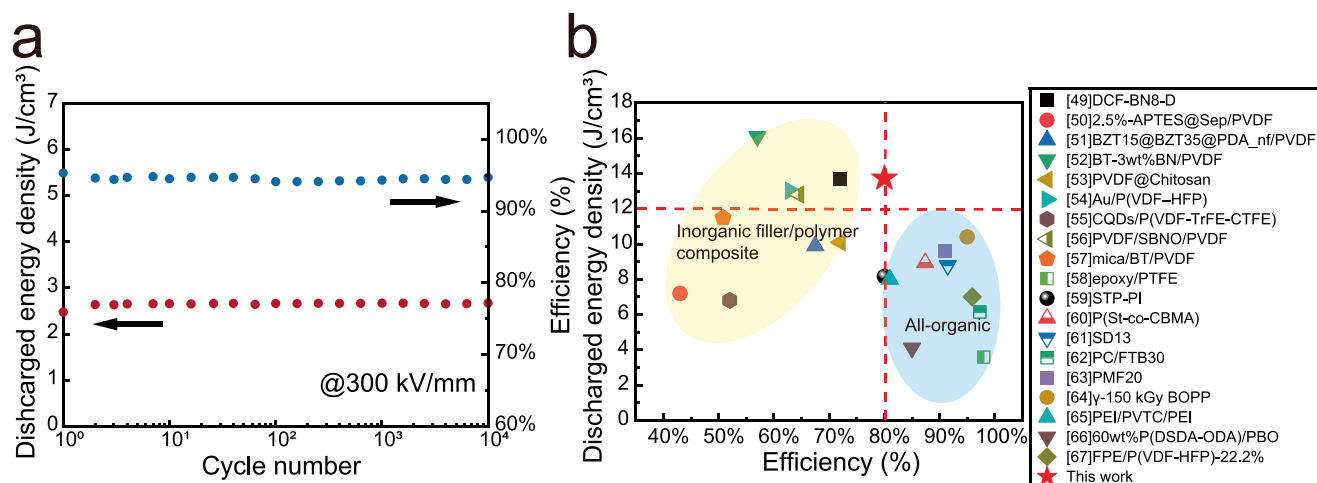 a
Dishcarged energy density (J/cm³)
7
6
5
4
3
2
1
0
100%
90%
80%
70%
60%
Efficiency (%)
@300 kV/mm
10⁰
10¹
10²
10³
10⁴
Cycle number
b
Discharged energy density (J/cm³)
18
16
14
12
10
8
6
4
2
0
Inorganic filler/polymer
composite
All-organic
40%
50%
60%
70%
80%
90%
100%
Efficiency (%)
[49]DCF-BN8-D
[50]2.5%-APTES@Sep/PVDF
[51]BZT15@BZT35@PDA_nf/PVDF
[52]BT-3wt%BN/PVDF
[53]PVDF@Chitosan
[54]Au/P(VDF–HFP)
[55]CQDs/P(VDF-TrFE-CTFE)
[56]PVDF/SBNO/PVDF
[57]mica/BT/PVDF
[58]epoxy/PTFE
[59]STP-PI
[60]P(St-co-CBMA)
[61]SD13
[62]PC/FTB30
[63]PMF20
[64]γ-150 kGy BOPP
[65]PEI/PVTC/PEI
[66]60wt%P(DSDA-ODA)/PBO
[67]FPE/P(VDF-HFP)-22.2%
This work